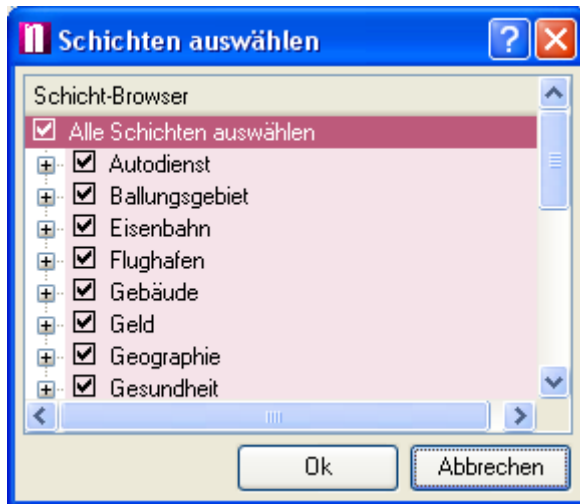 n Schichten auswählen ?
Schicht-Browser
Alle Schichten auswählen
Autodienst
Ballungsgebiet
Eisenbahn
Flughafen
Gebäude
Geld
Geographie
Gesundheit
Ok Abbrechen